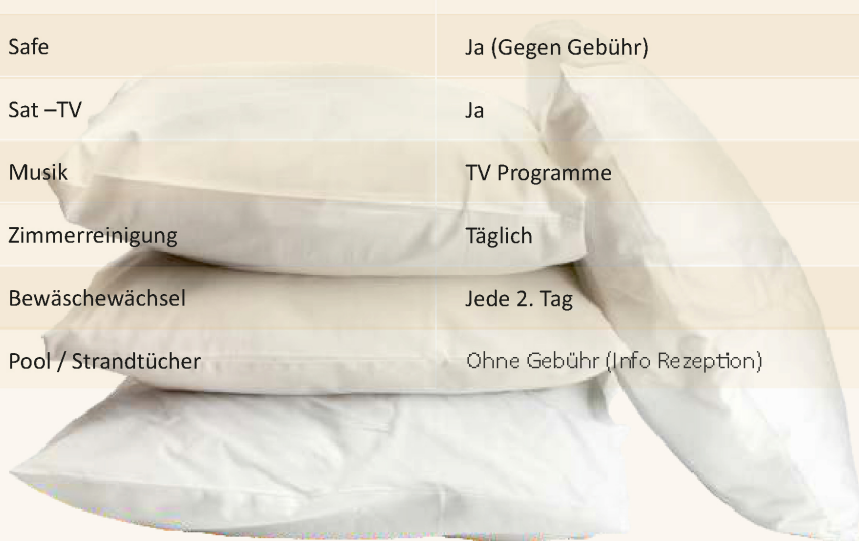 Safe Ja (Gegen Gebühr)
Sat –TV Ja
Musik TV Programme
Zimmerreinigung Täglich
Bewäschewächsel Jede 2. Tag
Pool / Strandtücher Ohne Gebühr (Info Rezeption)